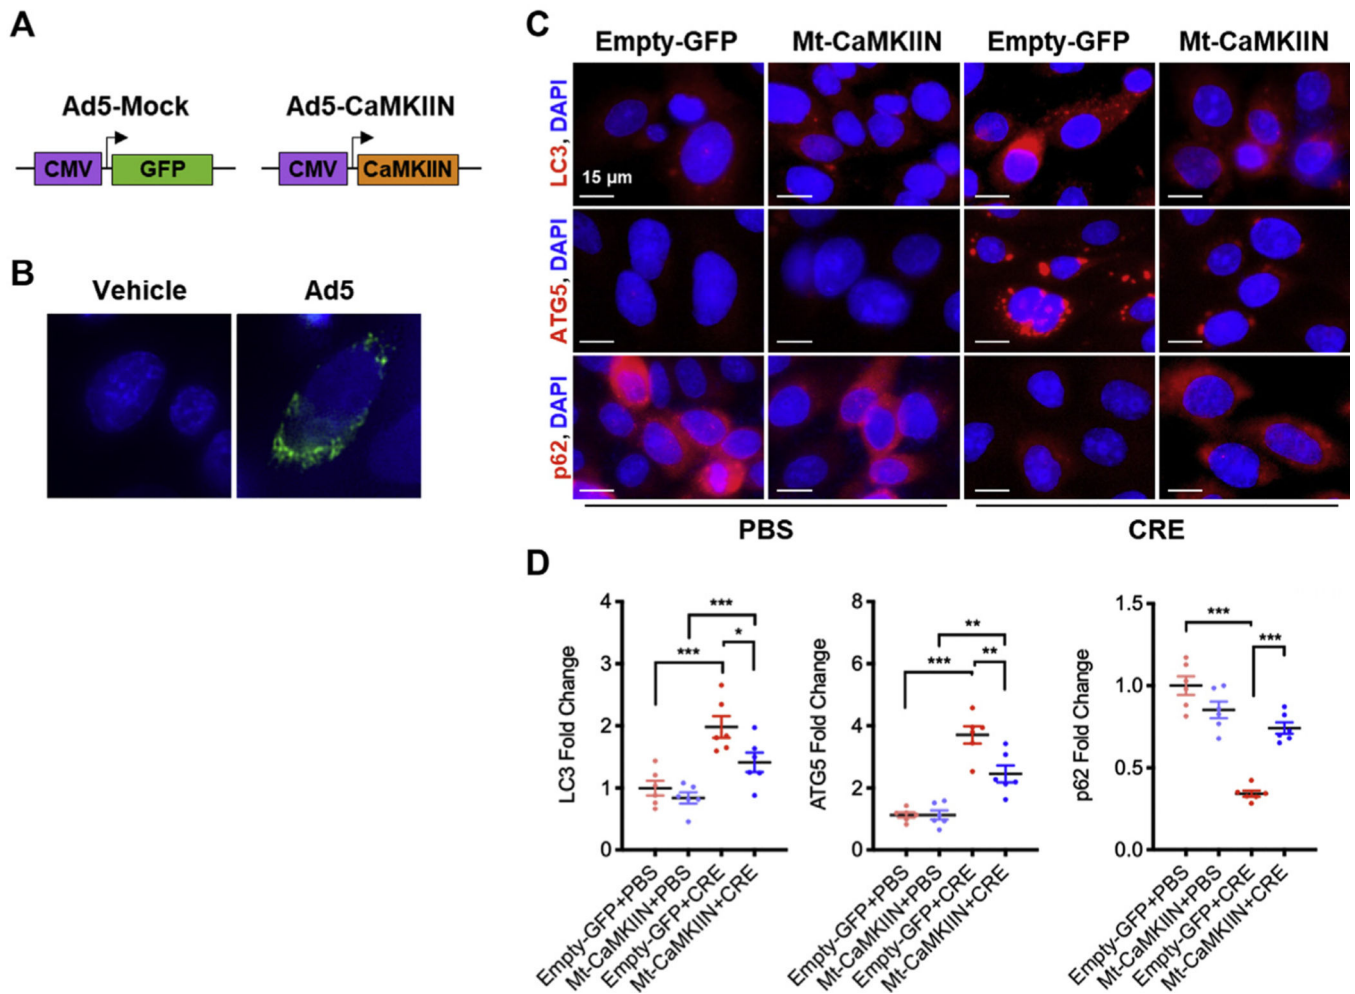 A
Ad5-Mock
Ad5-CaMKIIN
CMV
GFP
CMV
CaMKIIN
B
Vehicle
Ad5
C
Empty-GFP
Mt-CaMKIIN
Empty-GFP
Mt-CaMKIIN
LC3, DAPI
15 µm
ATG5, DAPI
p62, DAPI
PBS
CRE
D
LC3 Fold Change
4
3
2
1
0
***
*
***
Empty-GFP+PBS
Mt-CaMKIIN+PBS
Empty-GFP+CRE
Mt-CaMKIIN+CRE
ATG5 Fold Change
8
6
4
2
0
**
**
***
Empty-GFP+PBS
Mt-CaMKIIN+PBS
Empty-GFP+CRE
Mt-CaMKIIN+CRE
p62 Fold Change
1.5
1.0
0.5
0.0
***
***
Empty-GFP+PBS
Mt-CaMKIIN+PBS
Empty-GFP+CRE
Mt-CaMKIIN+CRE